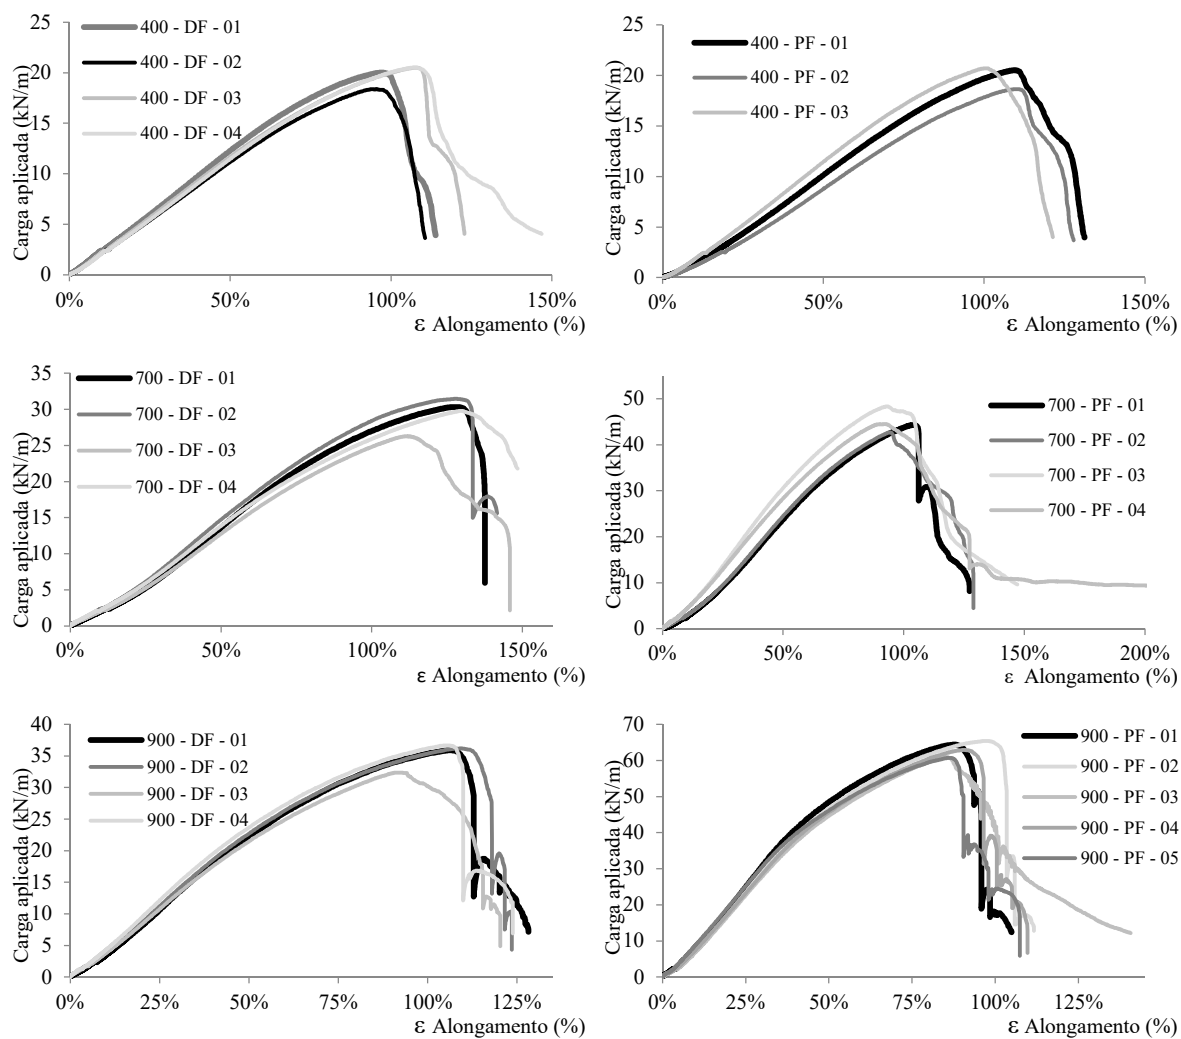 Carga aplicada (kN/m)
25
20
15
10
5
0
0%
50%
100%
150%
400 - DF - 01
400 - DF - 02
400 - DF - 03
400 - DF - 04
ε Alongamento (%)
Carga aplicada (kN/m)
25
20
15
10
5
0
0%
50%
100%
150%
400 - PF - 01
400 - PF - 02
400 - PF - 03
ε Alongamento (%)
Carga aplicada (kN/m)
35
30
25
20
15
10
5
0
0%
50%
100%
150%
700 - DF - 01
700 - DF - 02
700 - DF - 03
700 - DF - 04
ε Alongamento (%)
Carga aplicada (kN/m)
50
40
30
20
10
0
0%
50%
100%
150%
200%
700 - PF - 01
700 - PF - 02
700 - PF - 03
700 - PF - 04
ε Alongamento (%)
Carga aplicada (kN/m)
40
35
30
25
20
15
10
5
0
0%
25%
50%
75%
100%
125%
900 - DF - 01
900 - DF - 02
900 - DF - 03
900 - DF - 04
ε Alongamento (%)
Carga aplicada (kN/m)
70
60
50
40
30
20
10
0
0%
25%
50%
75%
100%
125%
900 - PF - 01
900 - PF - 02
900 - PF - 03
900 - PF - 04
900 - PF - 05
ε Alongamento (%)